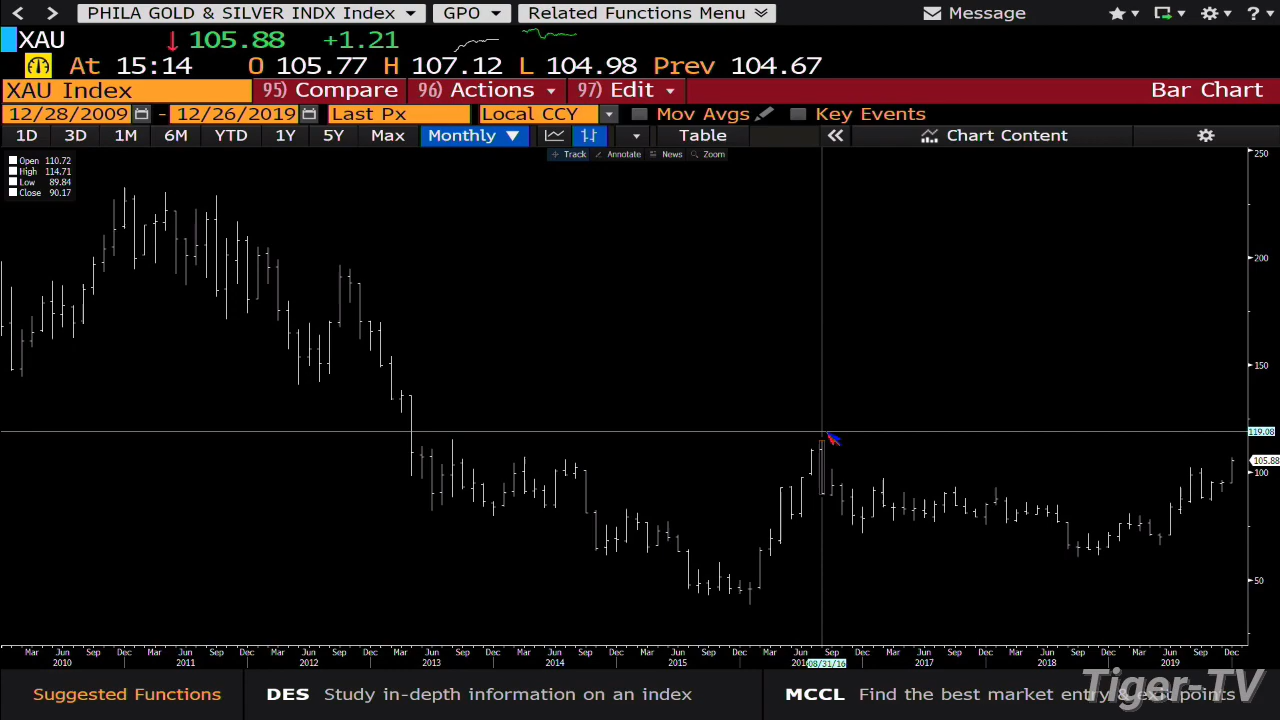 PHILA GOLD & SILVER INDX Index GPO Related Functions Menu Message ?
XAU 105.88 +1.21
At 15:14 O 105.77 H 107.12 L 104.98 Prev 104.67
XAU Index 95) Compare 96) Actions 97) Edit Bar Chart
12/28/2009 - 12/26/2019 Last Px Local CCY Mov Avgs Key Events
1D 3D 1M 6M YTD 1Y 5Y Max Monthly Table Chart Content
Track Annotate News Zoom
Open 110.72
High 114.71
Low 89.84
Close 90.17
250
200
150
119.08
105.88
100
50
Mar Jun Sep Dec Mar Jun Sep Dec Mar Jun Sep Dec Mar Jun Sep Dec Mar Jun Sep Dec Mar Jun Sep Dec Mar Jun Sep Dec Mar Jun Sep Dec Mar Jun Sep Dec Mar Jun Sep Dec
2010 2011 2012 2013 2014 2015 08/31/16 2017 2018 2019
Suggested Functions DES Study in-depth information on an index MCCL Find the best market entry & exit points
Tiger-TV